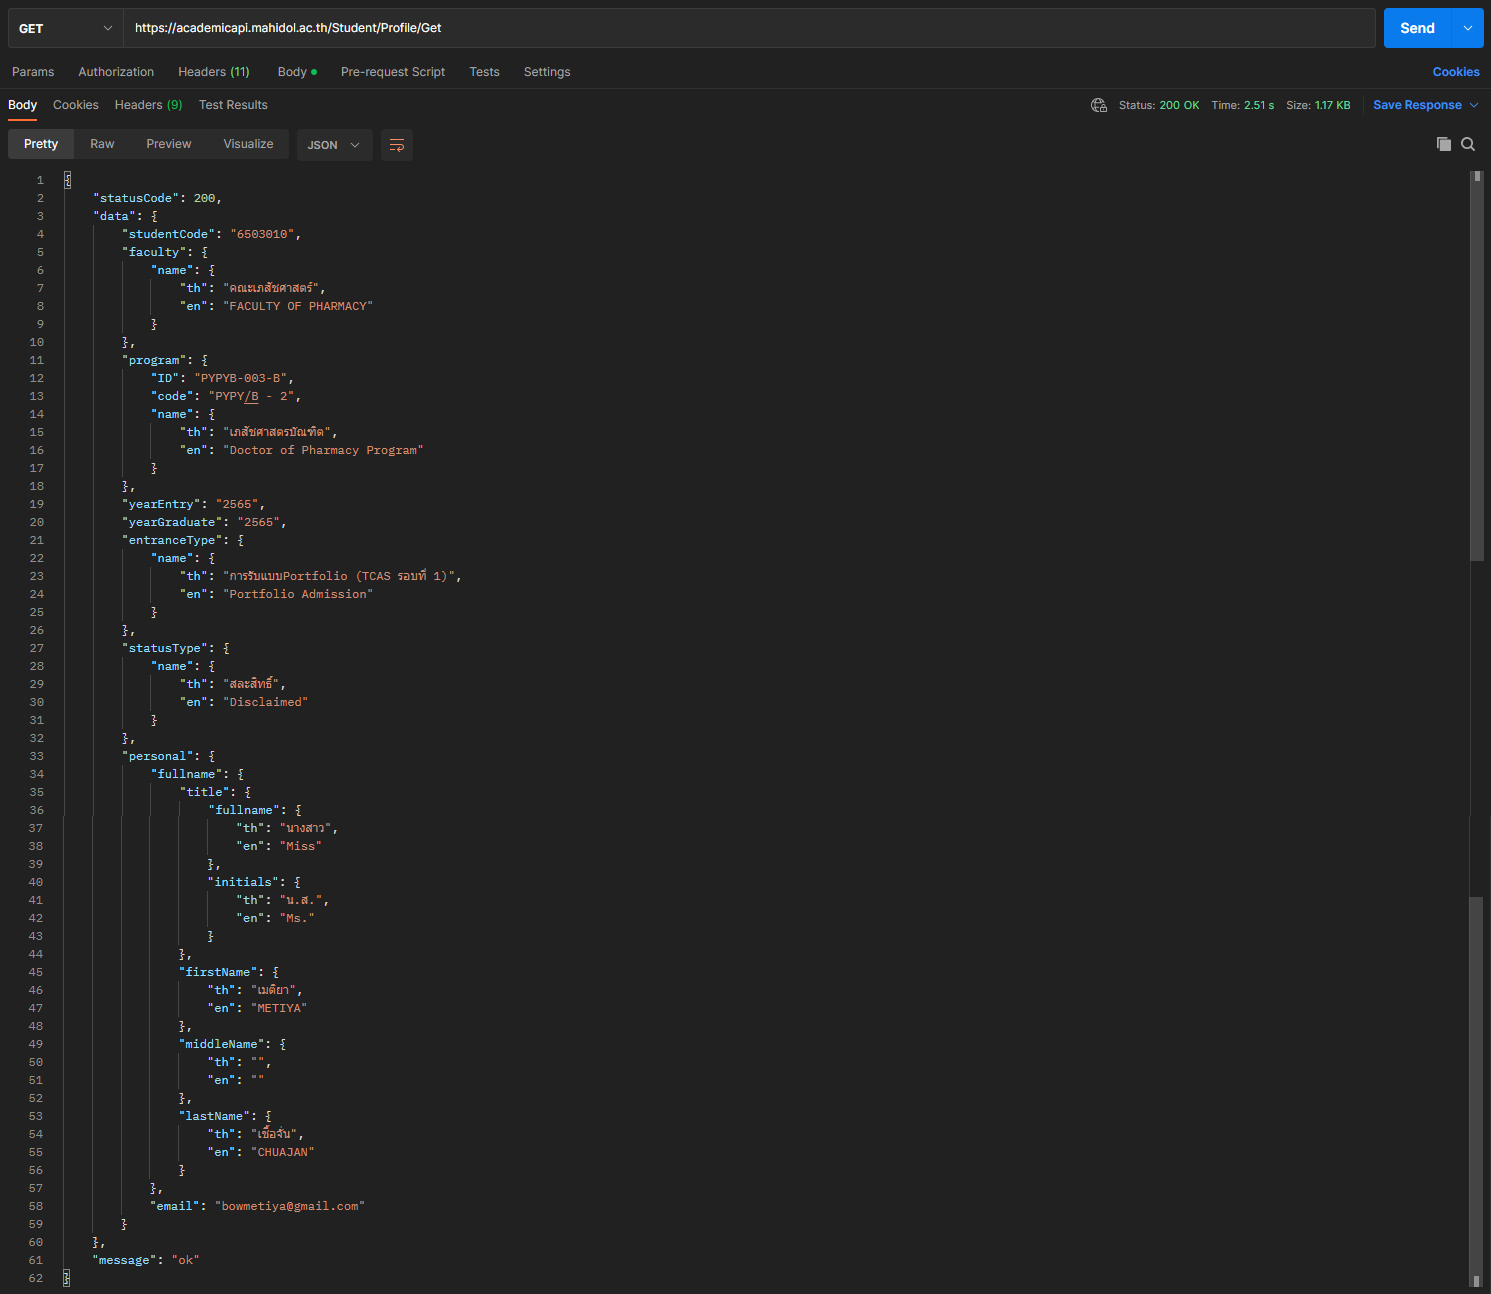 GET https://academicapi.mahidol.ac.th/Student/Profile/Get Send
Params Authorization Headers (11) Body Pre-request Script Tests Settings Cookies
Body Cookies Headers (9) Test Results Status: 200 OK Time: 2.51 s Size: 1.17 KB Save Response
Pretty Raw Preview Visualize JSON
1 {
2 "statusCode": 200,
3 "data": {
4 "studentCode": "6503010",
5 "faculty": {
6 "name": {
7 "th": "คณะเภสัชศาสตร์",
8 "en": "FACULTY OF PHARMACY"
9 }
10 },
11 "program": {
12 "ID": "PYPYB-003-B",
13 "code": "PYPY/B - 2",
14 "name": {
15 "th": "เภสัชศาสตรบัณฑิต",
16 "en": "Doctor of Pharmacy Program"
17 }
18 },
19 "yearEntry": "2565",
20 "yearGraduate": "2565",
21 "entranceType": {
22 "name": {
23 "th": "การรับแบบPortfolio (TCAS รอบที่ 1)",
24 "en": "Portfolio Admission"
25 }
26 },
27 "statusType": {
28 "name": {
29 "th": "สละสิทธิ์",
30 "en": "Disclaimed"
31 }
32 },
33 "personal": {
34 "fullname": {
35 "title": {
36 "fullname": {
37 "th": "นางสาว",
38 "en": "Miss"
39 },
40 "initials": {
41 "th": "น.ส.",
42 "en": "Ms."
43 }
44 },
45 "firstName": {
46 "th": "เมติยา",
47 "en": "METIYA"
48 },
49 "middleName": {
50 "th": "",
51 "en": ""
52 },
53 "lastName": {
54 "th": "เชื้อจั่น",
55 "en": "CHUAJAN"
56 }
57 },
58 "email": "bowmetiya@gmail.com"
59 }
60 },
61 "message": "ok"
62 }